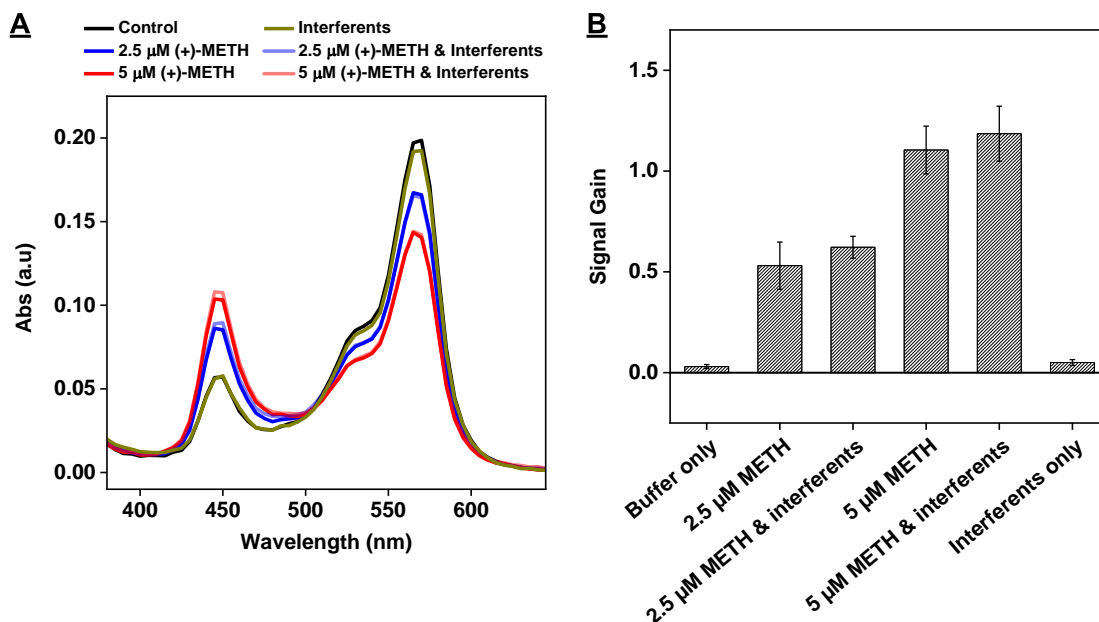 A
Control
Interferents
2.5 µM (+)-METH
2.5 µM (+)-METH & Interferents
5 µM (+)-METH
5 µM (+)-METH & Interferents
0.20
0.15
0.10
0.05
0.00
Abs (a.u)
400 450 500 550 600
Wavelength (nm)
B
1.5
1.0
0.5
0.0
Signal Gain
Buffer only
2.5 µM METH
2.5 µM METH & interferents
5 µM METH
5 µM METH & interferents
Interferents only